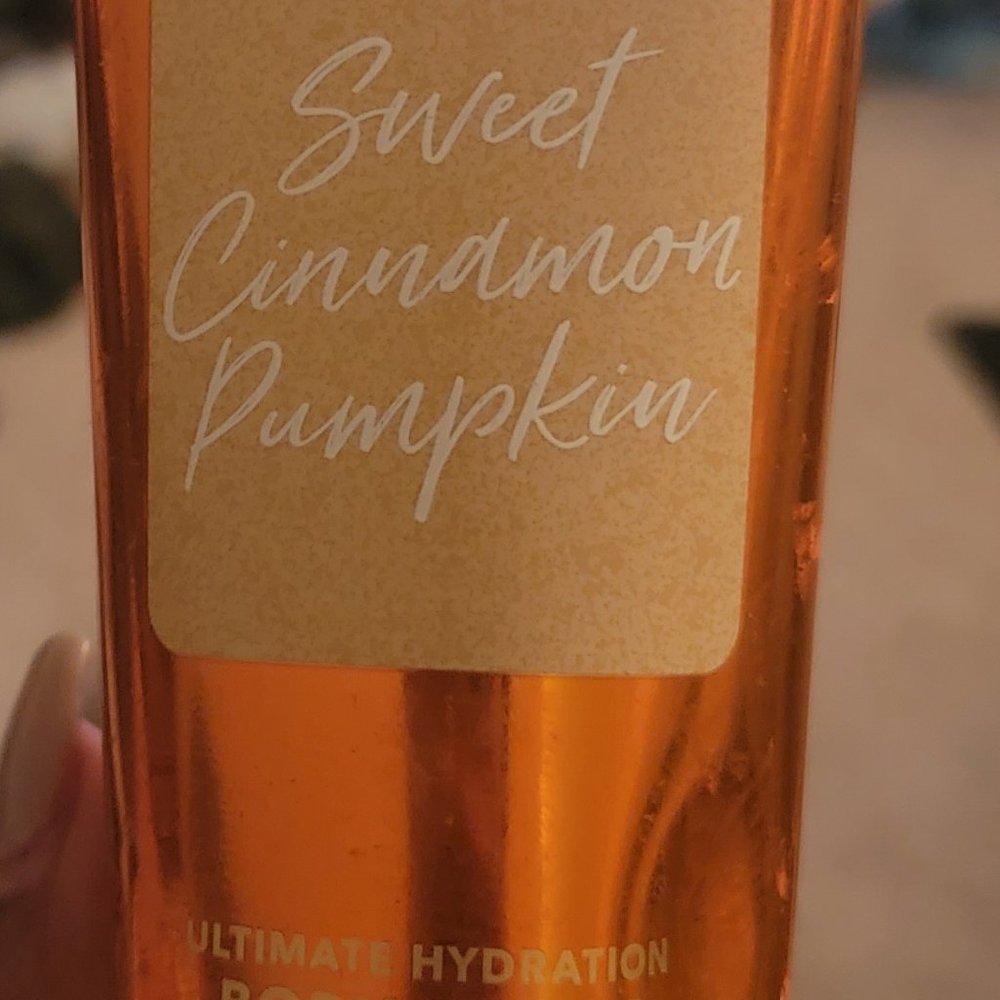 Sweet
Cinnamon
Pumpkin
ULTIMATE HYDRATION